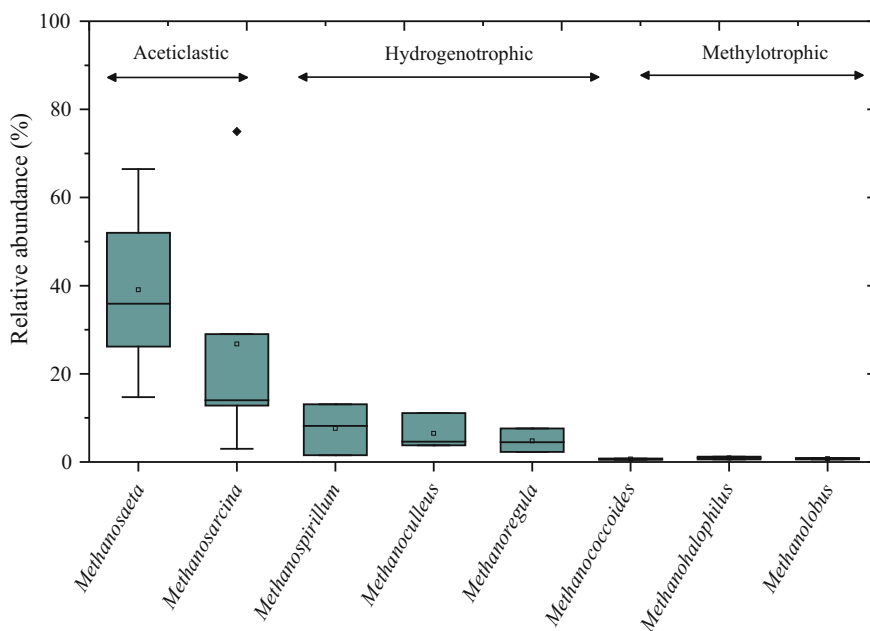 100
80
60
40
20
0
Relative abundance (%)
Aceticlastic
Hydrogenotrophic
Methylotrophic
Methanosaeta
Methanosarcina
Methanospirillum
Methanoculleus
Methanoregula
Methanococcoides
Methanohalophilus
Methanolobus